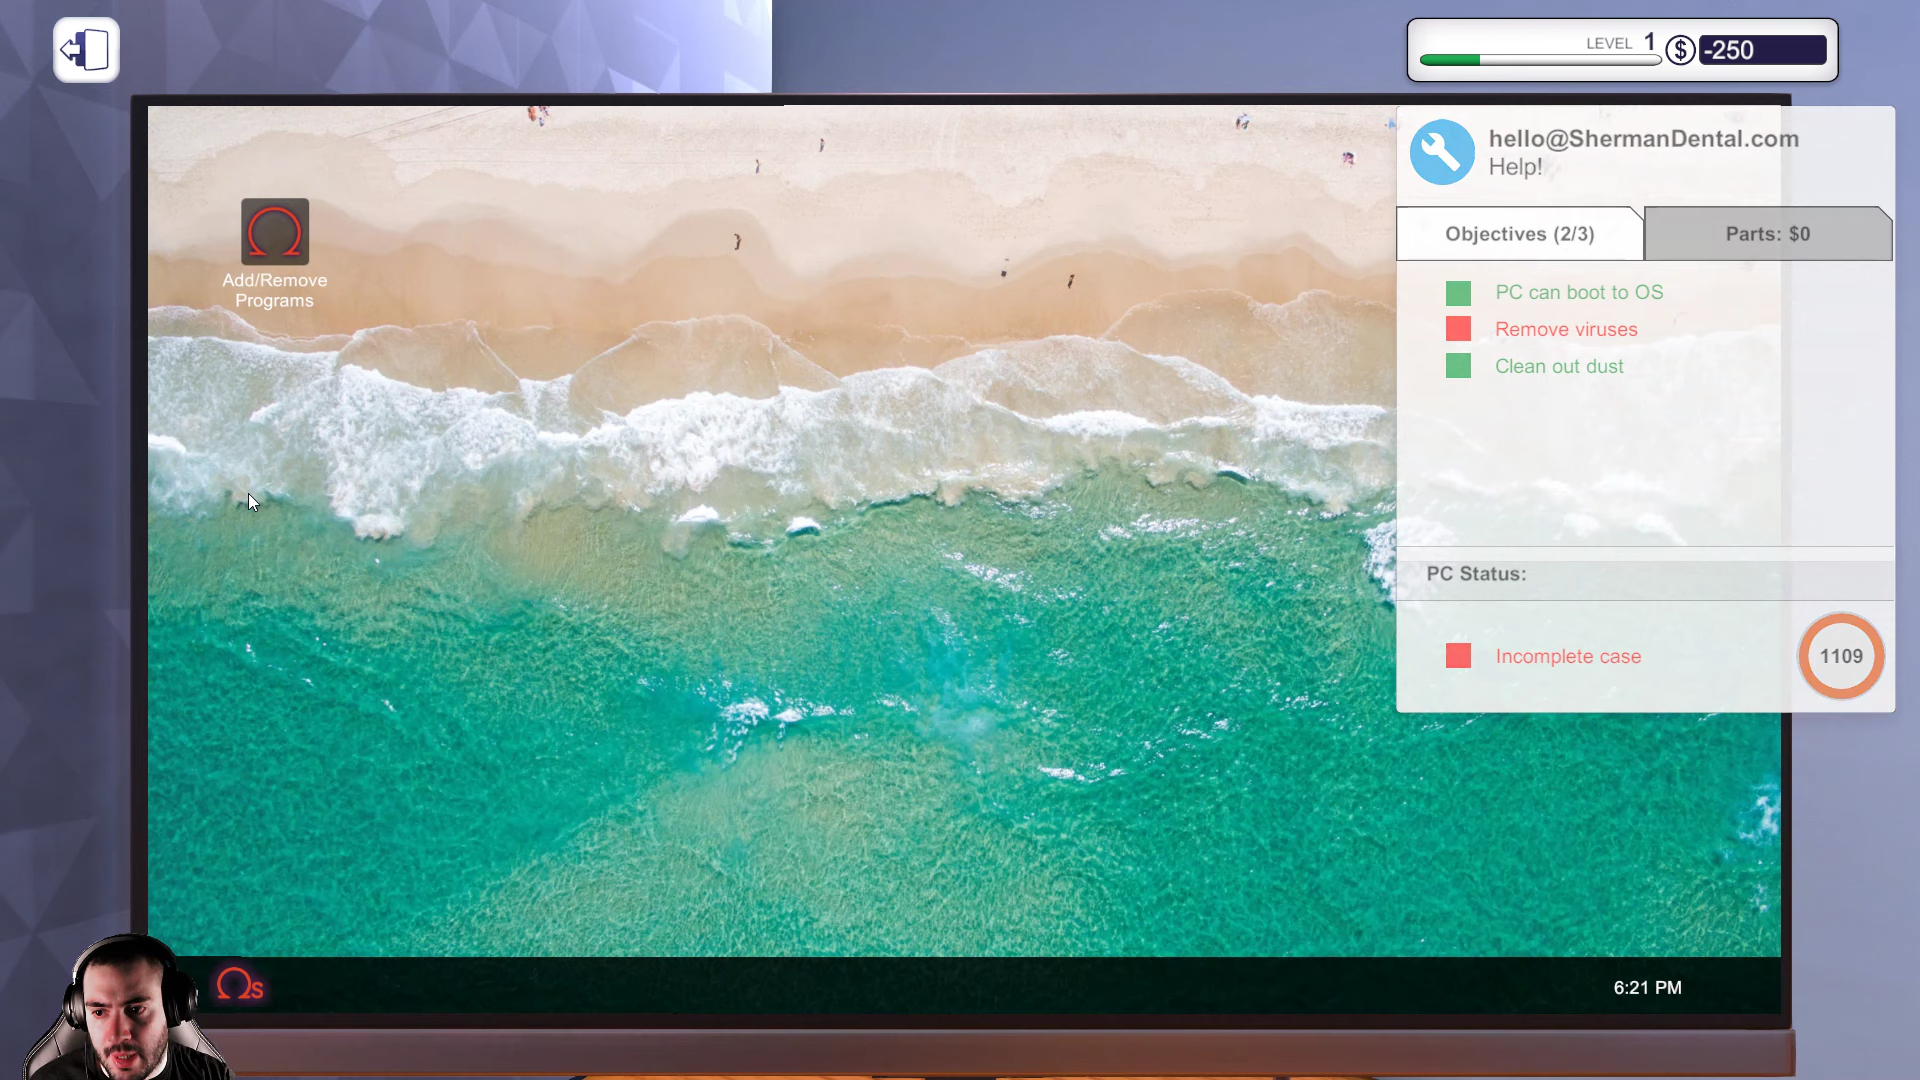 LEVEL 1 $ -250
hello@ShermanDental.com
Help!
Objectives (2/3)
Parts: $0
PC can boot to OS
Remove viruses
Clean out dust
PC Status:
Incomplete case
1109
Add/Remove
Programs
Ωs
6:21 PM